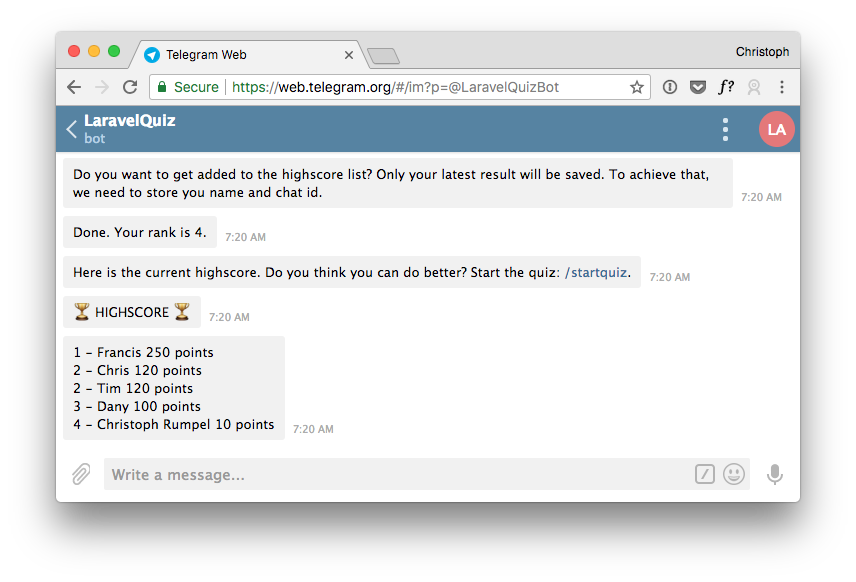 Telegram Web
Christoph
Secure https://web.telegram.org/#/im?p=@LaravelQuizBot
f?
LaravelQuiz
bot
LA
Do you want to get added to the highscore list? Only your latest result will be saved. To achieve that,
we need to store you name and chat id.
7:20 AM
Done. Your rank is 4.
7:20 AM
Here is the current highscore. Do you think you can do better? Start the quiz: /startquiz.
7:20 AM
🏆 HIGHSCORE 🏆
7:20 AM
1 – Francis 250 points
2 – Chris 120 points
2 – Tim 120 points
3 – Dany 100 points
4 – Christoph Rumpel 10 points
7:20 AM
Write a message...